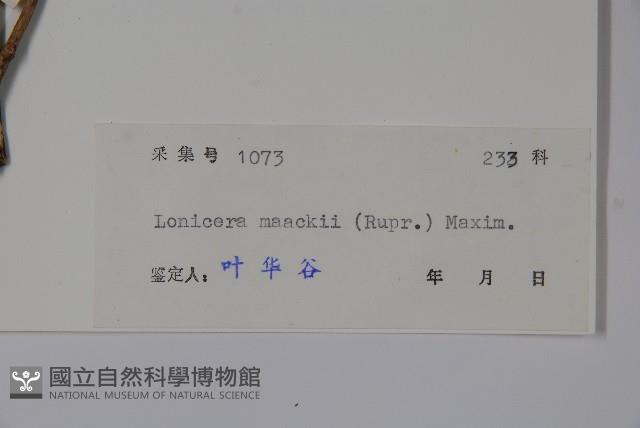 采集号 1073 233 科
Lonicera maackii (Rupr.) Maxim.
鉴定人: 叶华谷 年 月 日
國立自然科學博物館
NATIONAL MUSEUM OF NATURAL SCIENCE